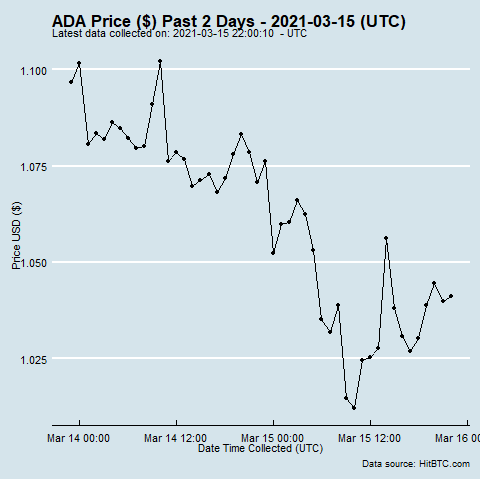 ADA Price ($) Past 2 Days - 2021-03-15 (UTC)
Latest data collected on: 2021-03-15 22:00:10  - UTC
1.100
1.075
1.050
1.025
Price USD ($)
Mar 14 00:00 Mar 14 12:00 Mar 15 00:00 Mar 15 12:00 Mar 16 0
Date Time Collected (UTC)
Data source: HitBTC.com